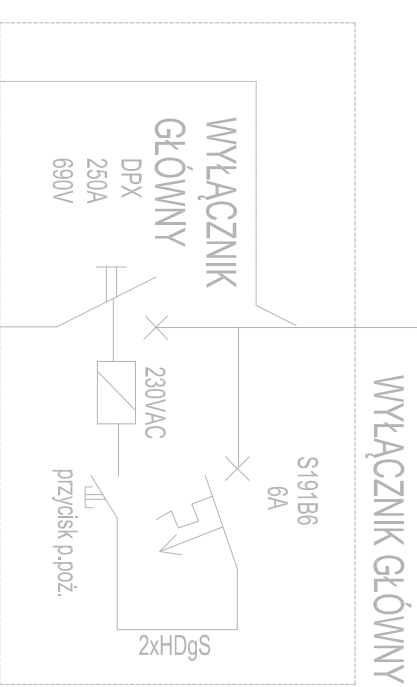 WYŁĄCZNIK GŁÓWNY
WYŁĄCZNIK
GŁÓWNY
DPX
250A
690V
230VAC
S191B6
6A
przycisk p.poż.
2xHDgS